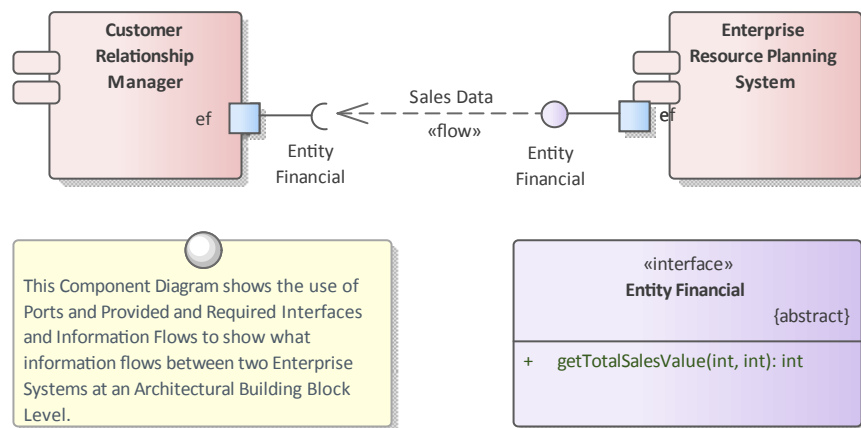 Customer
Relationship
Manager
Enterprise
Resource Planning
System
Sales Data
«flow»
ef
ef
Entity
Financial
Entity
Financial
This Component Diagram shows the use of
Ports and Provided and Required Interfaces
and Information Flows to show what
information flows between two Enterprise
Systems at an Architectural Building Block
Level.
«interface»
Entity Financial
{abstract}
+ getTotalSalesValue(int, int): int